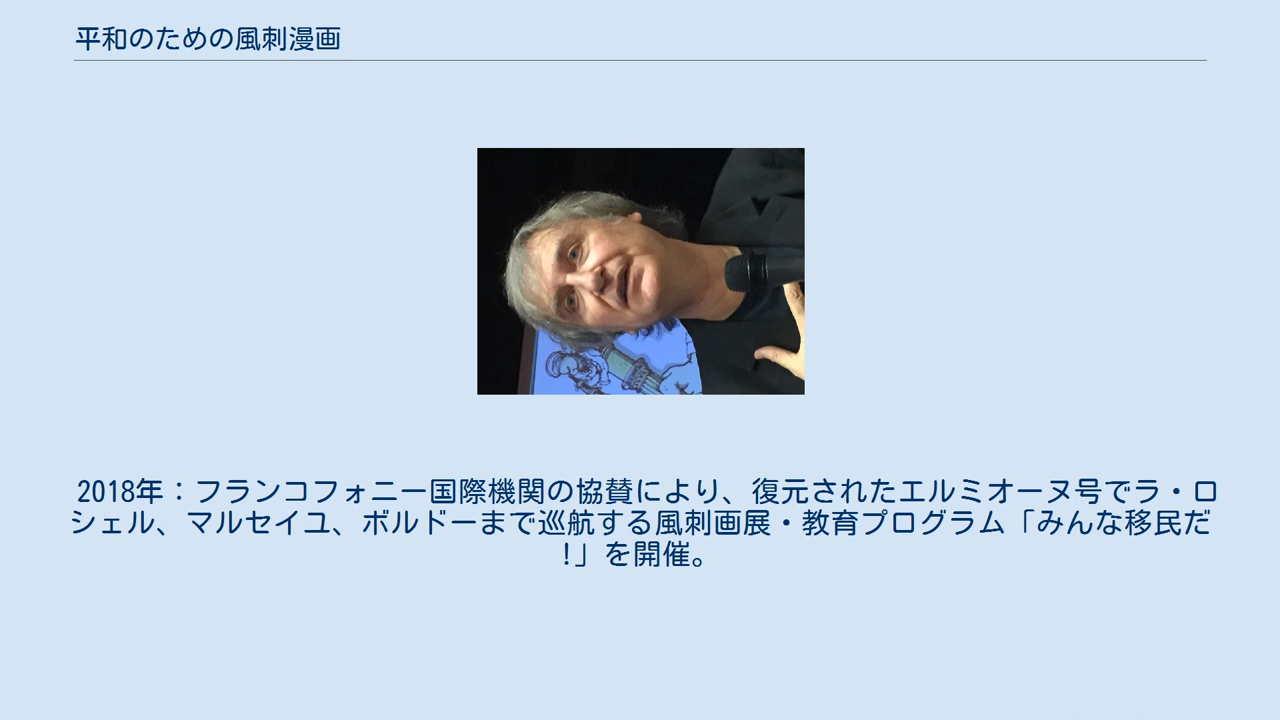 平和のための風刺漫画
2018年：フランコフォニー国際機関の協賛により、復元されたエルミオーヌ号でラ・ロ
シェル、マルセイユ、ボルドーまで巡航する風刺画展・教育プログラム「みんな移民だ
!」を開催。